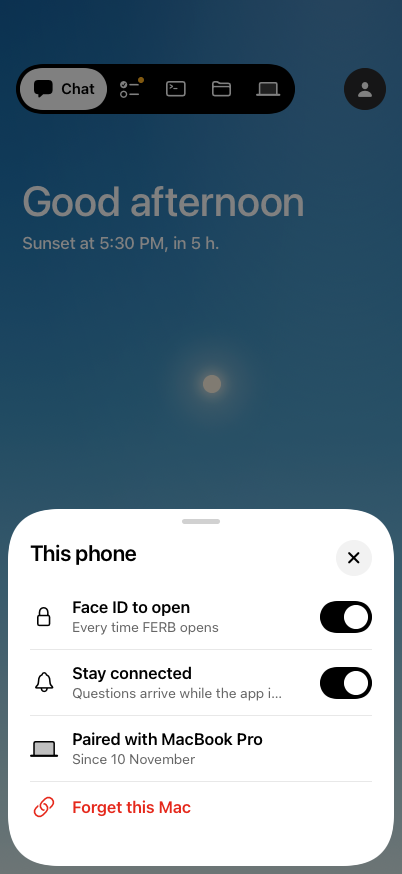 Chat
Good afternoon
Sunset at 5:30 PM, in 5 h.
This phone
Face ID to open
Every time FERB opens
Stay connected
Questions arrive while the app i...
Paired with MacBook Pro
Since 10 November
Forget this Mac